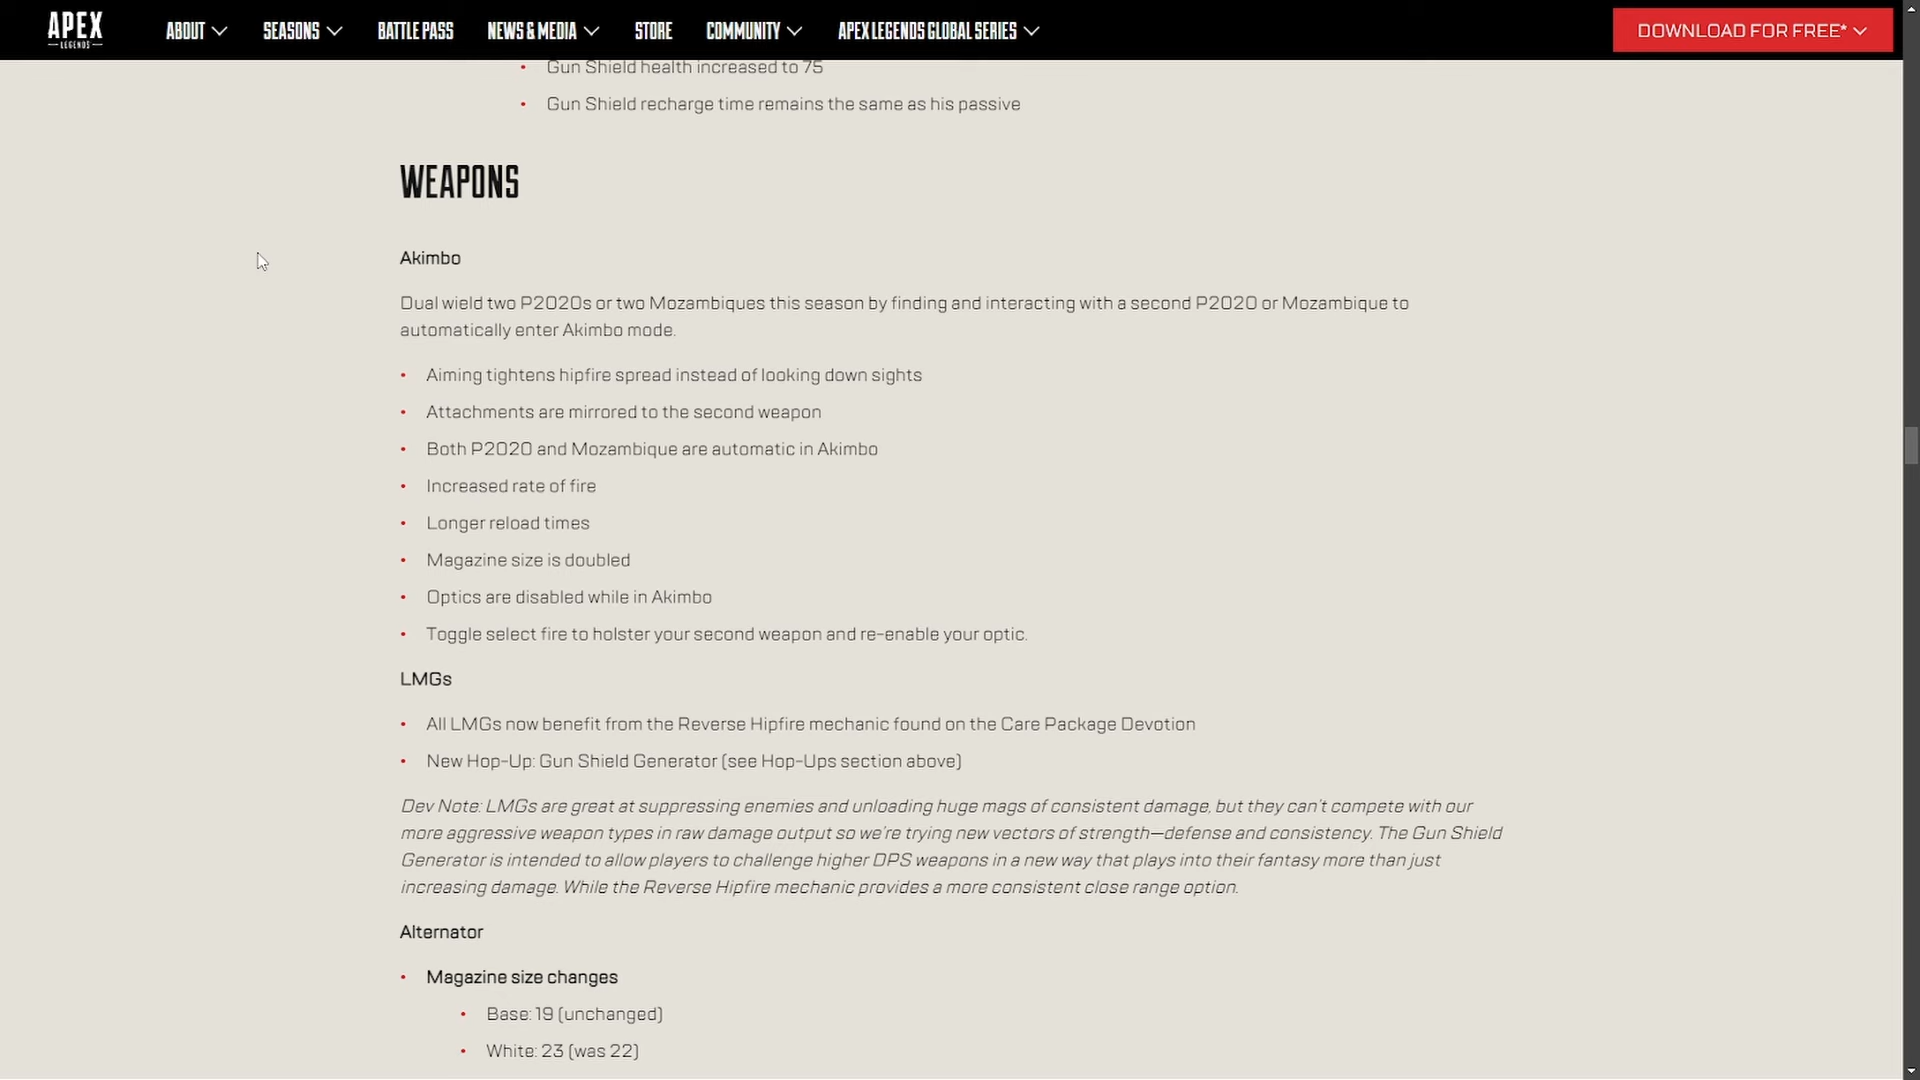 APEX
LEGENDS
ABOUT
SEASONS
BATTLE PASS
NEWS & MEDIA
STORE
COMMUNITY
APEX LEGENDS GLOBAL SERIES
DOWNLOAD FOR FREE*
• Gun Shield health increased to 75
• Gun Shield recharge time remains the same as his passive
WEAPONS
Akimbo
Dual wield two P2020s or two Mozambiques this season by finding and interacting with a second P2020 or Mozambique to
automatically enter Akimbo mode.
• Aiming tightens hipfire spread instead of looking down sights
• Attachments are mirrored to the second weapon
• Both P2020 and Mozambique are automatic in Akimbo
• Increased rate of fire
• Longer reload times
• Magazine size is doubled
• Optics are disabled while in Akimbo
• Toggle select fire to holster your second weapon and re-enable your optic.
LMGs
• All LMGs now benefit from the Reverse Hipfire mechanic found on the Care Package Devotion
• New Hop-Up: Gun Shield Generator (see Hop-Ups section above)
Dev Note: LMGs are great at suppressing enemies and unloading huge mags of consistent damage, but they can't compete with our
more aggressive weapon types in raw damage output so we're trying new vectors of strength—defense and consistency. The Gun Shield
Generator is intended to allow players to challenge higher DPS weapons in a new way that plays into their fantasy more than just
increasing damage. While the Reverse Hipfire mechanic provides a more consistent close range option.
Alternator
• Magazine size changes
• Base: 19 (unchanged)
• White: 23 (was 22)